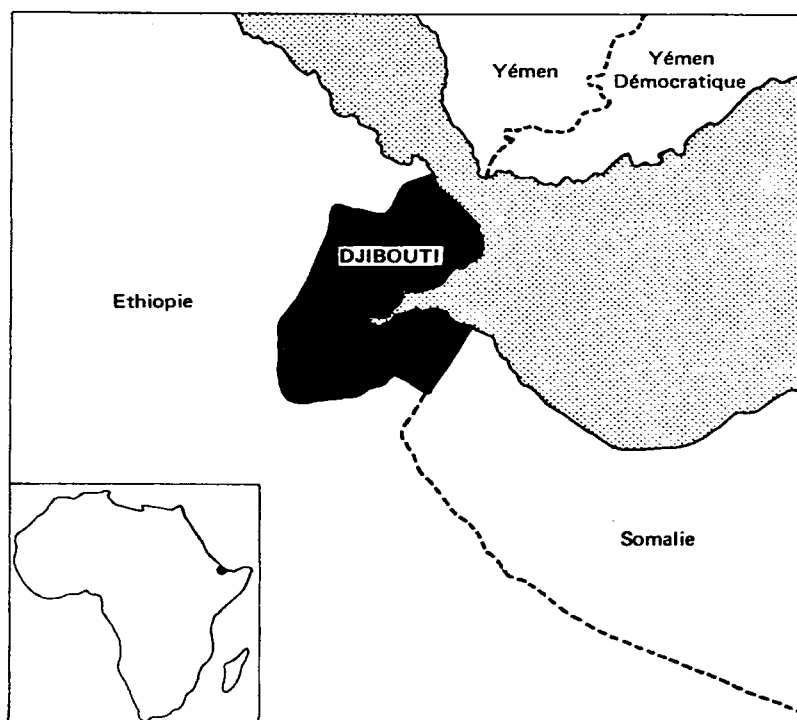 Yémen
Yémen
Démocratique
DJIBOUTI
Ethiopie
Somalie